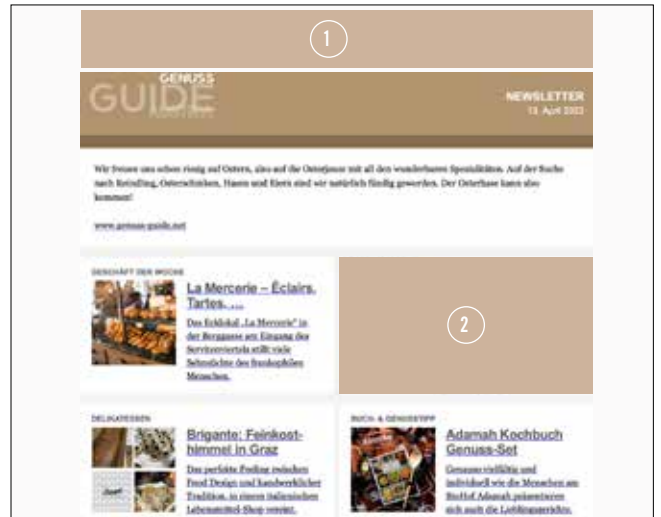 1
GENUSS
GUIDE
NEWSLETTER
13. April 2022
Wir freuen uns schon riesig auf Ostern, also auf die Osterjause mit all den wunderbaren Spezialitäten. Auf der Suche
nach Reindling, Osterschinken, Hasen und Eiern sind wir natürlich fündig geworden. Der Osterhase kann also
kommen!
www.genuss-guide.net
GESCHÄFT DER WOCHE
La Mercerie – Éclairs,
Tartes, …
Das Ecklokal „La Mercerie“ in
der Berggasse am Eingang des
Servitenviertels stillt viele
Sehnsüchte des frankophilen
Menschen.
2
DELIKATESSEN
Brigante: Feinkost-
himmel in Graz
Das perfekte Pairing zwischen
Food Design und handwerklicher
Tradition, in einem italienischen
Lebensmittel-Shop vereint.
BUCH- & GENUSSTIPP
Adamah Kochbuch
Genuss-Set
Genauso vielfältig und
individuell wie die Menschen am
BioHof Adamah präsentieren
sich auch die Lieblingsgerichte.